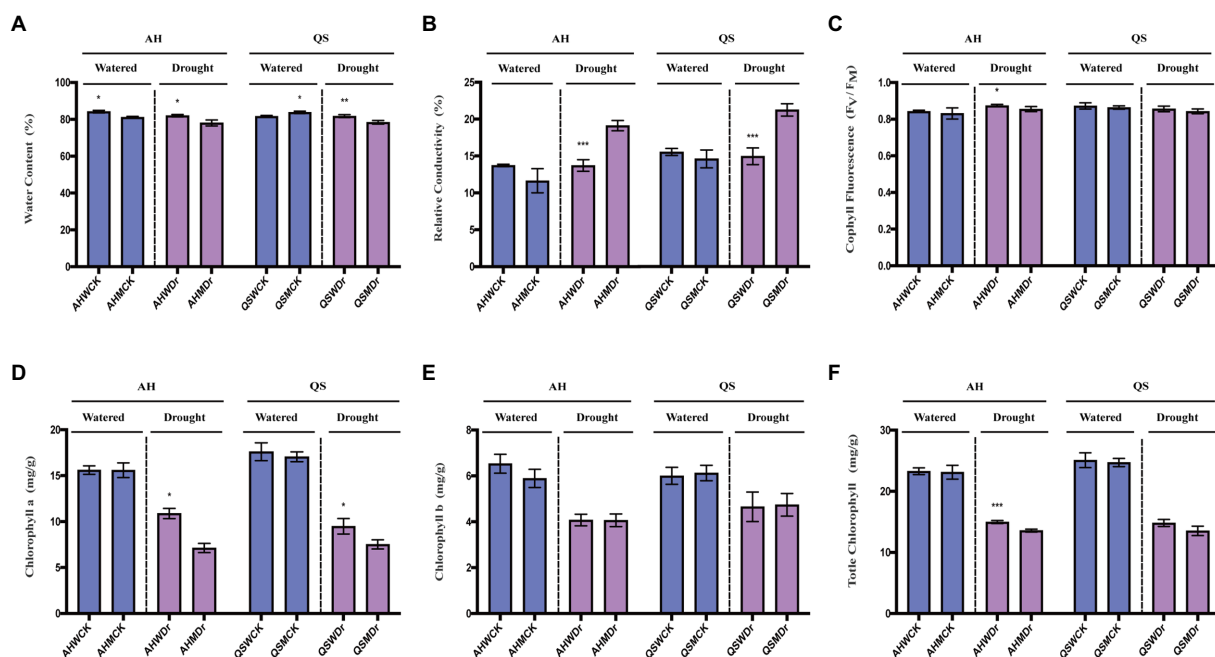 A
AH QS
Watered Drought Watered Drought
Water Content (%)
100
80
60
40
20
0
* * * **
AHWCK AHMCK AHWDr AHMDr QSWCK QSMCK QSWDr QSMDr
B
AH QS
Watered Drought Watered Drought
Relative Conductivity (%)
25
20
15
10
5
0
*** ***
AHWCK AHMCK AHWDr AHMDr QSWCK QSMCK QSWDr QSMDr
C
AH QS
Watered Drought Watered Drought
Cophyll Fluorescence (FV/FM)
1.0
0.8
0.6
0.4
0.2
0.0
*
AHWCK AHMCK AHWDr AHMDr QSWCK QSMCK QSWDr QSMDr
D
AH QS
Watered Drought Watered Drought
Chlorophyll a (mg/g)
20
15
10
5
0
* *
AHWCK AHMCK AHWDr AHMDr QSWCK QSMCK QSWDr QSMDr
E
AH QS
Watered Drought Watered Drought
Chlorophyll b (mg/g)
8
6
4
2
0
AHWCK AHMCK AHWDr AHMDr QSWCK QSMCK QSWDr QSMDr
F
AH QS
Watered Drought Watered Drought
Totle Chlorophyll (mg/g)
30
20
10
0
***
AHWCK AHMCK AHWDr AHMDr QSWCK QSMCK QSWDr QSMDr